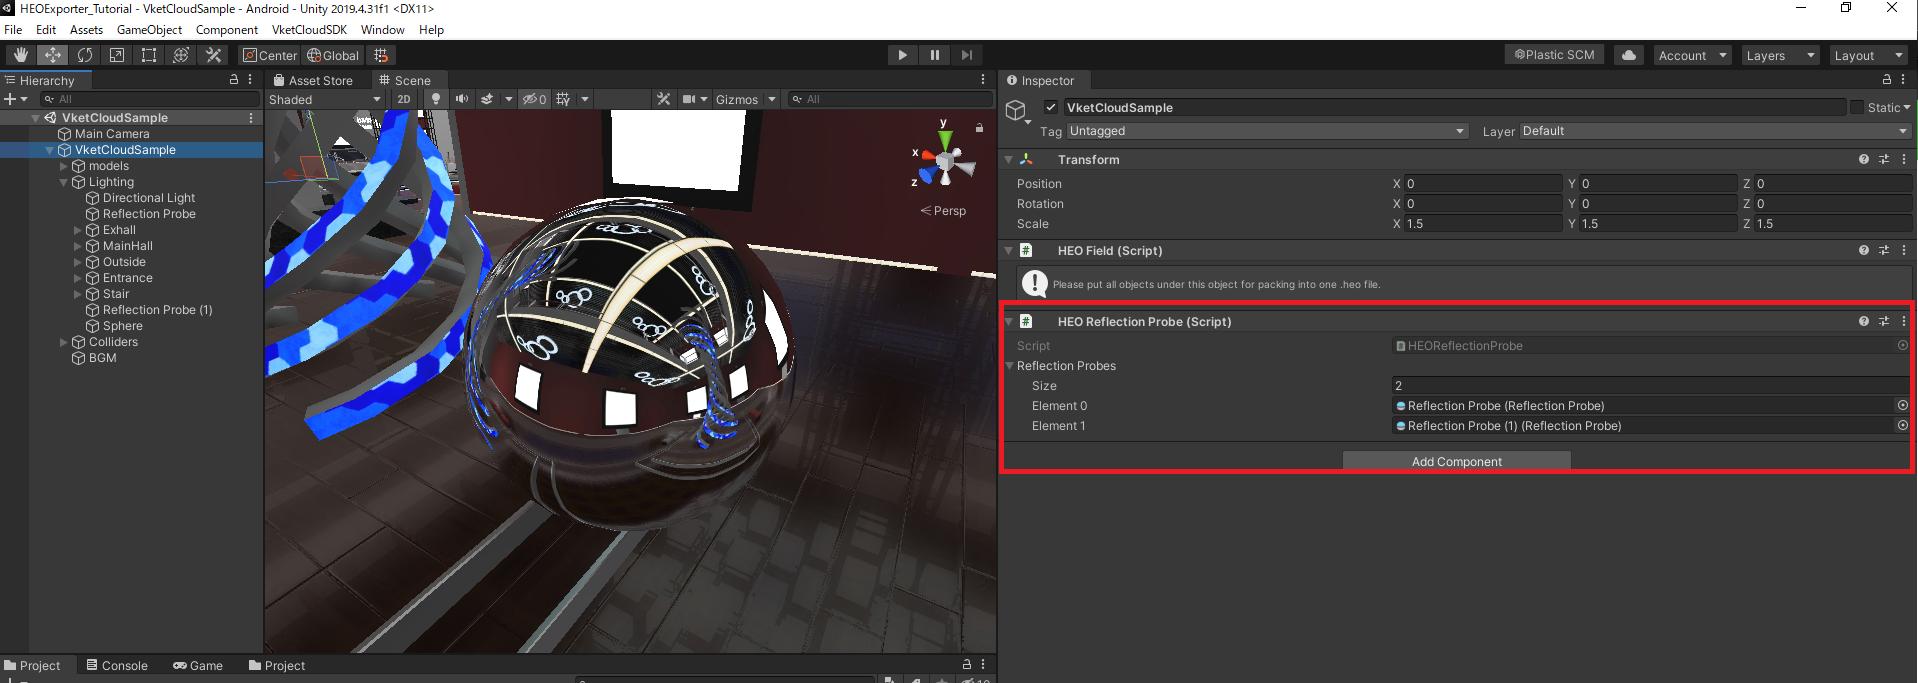 HEOExporter_Tutorial - VketCloudSample - Android - Unity 2019.4.31f1 <DX11>
File Edit Assets GameObject Component VketCloudSDK Window Help
Center Global Plastic SCM Account Layers Layout
Hierarchy
All
VketCloudSample
Main Camera
VketCloudSample
models
Lighting
Directional Light
Reflection Probe
Exhall
MainHall
Outside
Entrance
Stair
Reflection Probe (1)
Sphere
Colliders
BGM
Asset Store Scene
Shaded 2D 0 Gizmos All
y
x
z
Persp
Inspector
VketCloudSample Static
Tag Untagged Layer Default
Transform
Position X 0 Y 0 Z 0
Rotation X 0 Y 0 Z 0
Scale X 1.5 Y 1.5 Z 1.5
HEO Field (Script)
Please put all objects under this object for packing into one .heo file.
HEO Reflection Probe (Script)
Script HEOReflectionProbe
Reflection Probes
Size 2
Element 0 Reflection Probe (Reflection Probe)
Element 1 Reflection Probe (1) (Reflection Probe)
Add Component
Project Console Game Project